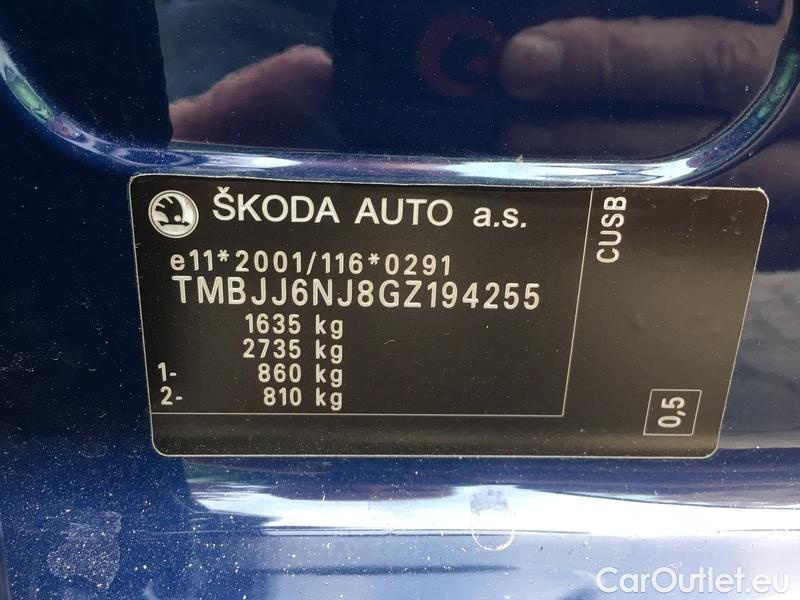 ŠKODA AUTO a.s.
e11*2001/116*0291
TMBJJ6NJ8GZ194255
1635 kg
2735 kg
1- 860 kg
2- 810 kg
CUSB
0,5
CarOutlet.eu